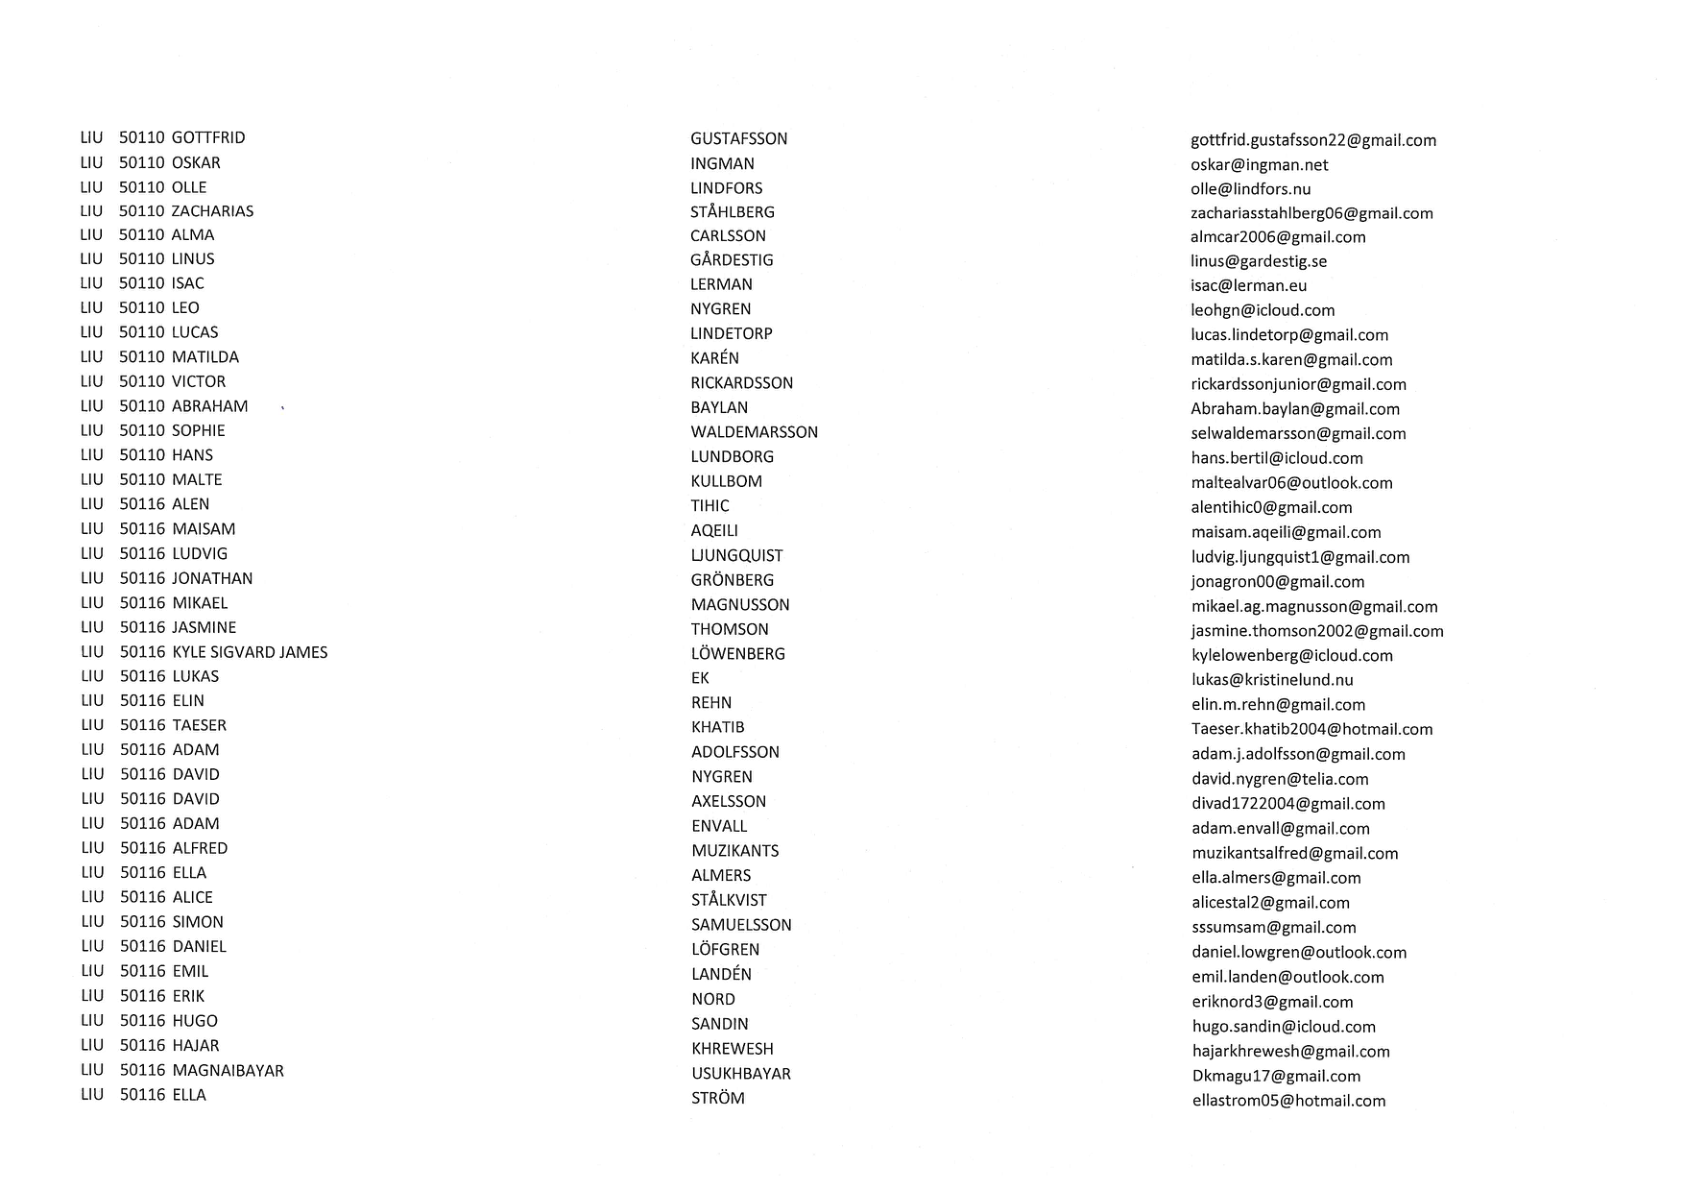 LIU 50110 GOTTFRID GUSTAFSSON gottfrid.gustafsson22@gmail.com
LIU 50110 OSKAR INGMAN oskar@ingman.net
LIU 50110 OLLE LINDFORS olle@lindfors.nu
LIU 50110 ZACHARIAS STÅHLBERG zachariasstahlberg06@gmail.com
LIU 50110 ALMA CARLSSON almcar2006@gmail.com
LIU 50110 LINUS GÅRDESTIG linus@gardestig.se
LIU 50110 ISAC LERMAN isac@lerman.eu
LIU 50110 LEO NYGREN leohgn@icloud.com
LIU 50110 LUCAS LINDETORP lucas.lindetorp@gmail.com
LIU 50110 MATILDA KARÉN matilda.s.karen@gmail.com
LIU 50110 VICTOR RICKARDSSON rickardssonjunior@gmail.com
LIU 50110 ABRAHAM BAYLAN Abraham.baylan@gmail.com
LIU 50110 SOPHIE WALDEMARSSON selwaldemarsson@gmail.com
LIU 50110 HANS LUNDBORG hans.bertil@icloud.com
LIU 50110 MALTE KULLBOM maltealvar06@outlook.com
LIU 50116 ALEN TIHIC alentihic0@gmail.com
LIU 50116 MAISAM AQEILI maisam.aqeili@gmail.com
LIU 50116 LUDVIG LJUNGQUIST ludvig.ljungquist1@gmail.com
LIU 50116 JONATHAN GRÖNBERG jonagron00@gmail.com
LIU 50116 MIKAEL MAGNUSSON mikael.ag.magnusson@gmail.com
LIU 50116 JASMINE THOMSON jasmine.thomson2002@gmail.com
LIU 50116 KYLE SIGVARD JAMES LÖWENBERG kylelowenberg@icloud.com
LIU 50116 LUKAS EK lukas@kristinelund.nu
LIU 50116 ELIN REHN elin.m.rehn@gmail.com
LIU 50116 TAESER KHATIB Taeser.khatib2004@hotmail.com
LIU 50116 ADAM ADOLFSSON adam.j.adolfsson@gmail.com
LIU 50116 DAVID NYGREN david.nygren@telia.com
LIU 50116 DAVID AXELSSON divad1722004@gmail.com
LIU 50116 ADAM ENVALL adam.envall@gmail.com
LIU 50116 ALFRED MUZIKANTS muzikantsalfred@gmail.com
LIU 50116 ELLA ALMERS ella.almers@gmail.com
LIU 50116 ALICE STÅLKVIST alicestal2@gmail.com
LIU 50116 SIMON SAMUELSSON sssumsam@gmail.com
LIU 50116 DANIEL LÖFGREN daniel.lowgren@outlook.com
LIU 50116 EMIL LANDÉN emil.landen@outlook.com
LIU 50116 ERIK NORD eriknord3@gmail.com
LIU 50116 HUGO SANDIN hugo.sandin@icloud.com
LIU 50116 HAJAR KHREWESH hajarkhrewesh@gmail.com
LIU 50116 MAGNAIBAYAR USUKHBAYAR Dkmagu17@gmail.com
LIU 50116 ELLA STRÖM ellastrom05@hotmail.com